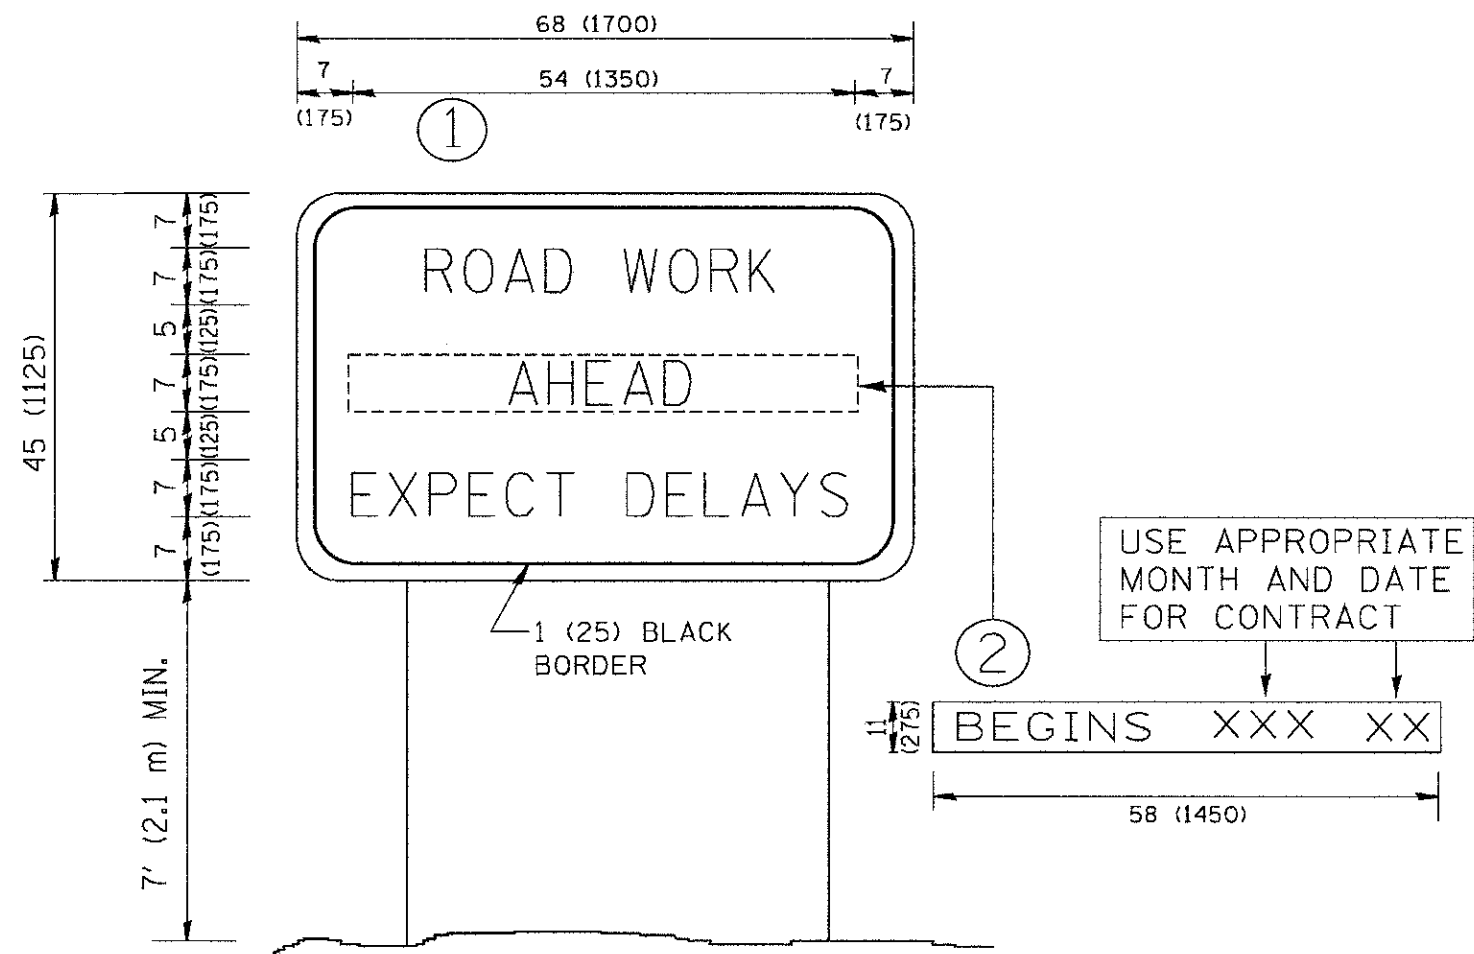 68 (1700)
7 54 (1350) 7
(175) (175)
1
45 (1125)
7 (175)
7 (175)
5 (125)
7 (175)
5 (125)
7 (175)
7 (175)
ROAD WORK
AHEAD
EXPECT DELAYS
1 (25) BLACK
BORDER
7' (2.1 m) MIN.
USE APPROPRIATE
MONTH AND DATE
FOR CONTRACT
2
11
(275)
BEGINS XXX XX
58 (1450)